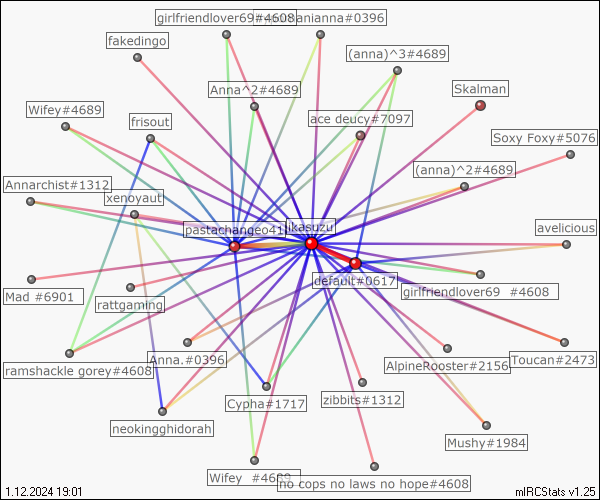 girlfriendlover69#4608
anianna#0396
fakedingo
(anna)^3#4689
Anna^2#4689
Skalman
Wifey#4689
frisout
ace deucy#7097
Soxy Foxy#5076
(anna)^2#4689
Annarchist#1312
xenoyaut
pastachangeo41
ikasuzu
avelicious
default#0617
Mad #6901
rattgaming
girlfriendlover69 #4608
ramshackle gorey#4608
Anna.#0396
AlpineRooster#2156
Toucan#2473
Cypha#1717
zibbits#1312
neokingghidorah
Mushy#1984
Wifey #4689
no cops no laws no hope#4608
1.12.2024 19:01
mIRCStats v1.25